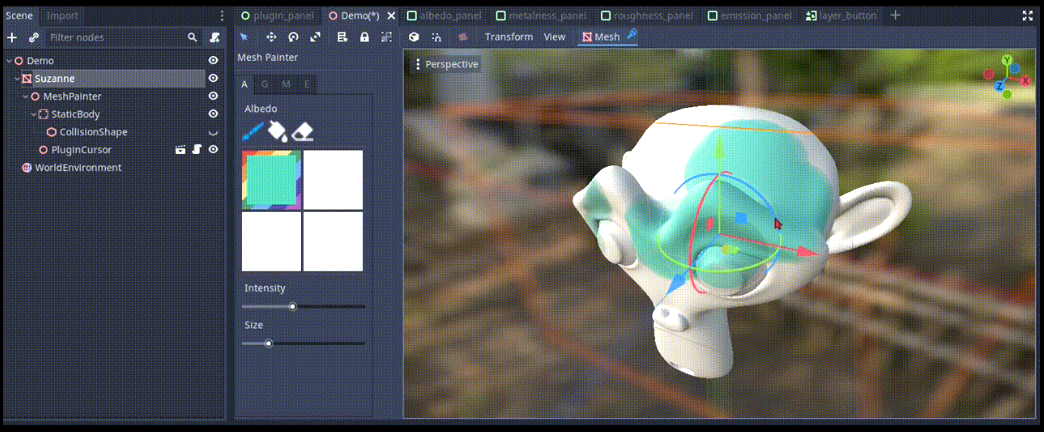 Scene Import
plugin_panel Demo(*) albedo_panel metalness_panel roughness_panel emission_panel layer_button
Filter nodes
Transform View Mesh
Demo
Suzanne
MeshPainter
StaticBody
CollisionShape
PluginCursor
WorldEnvironment
Mesh Painter
A G M E
Albedo
Intensity
Size
Perspective
Y
X
Z